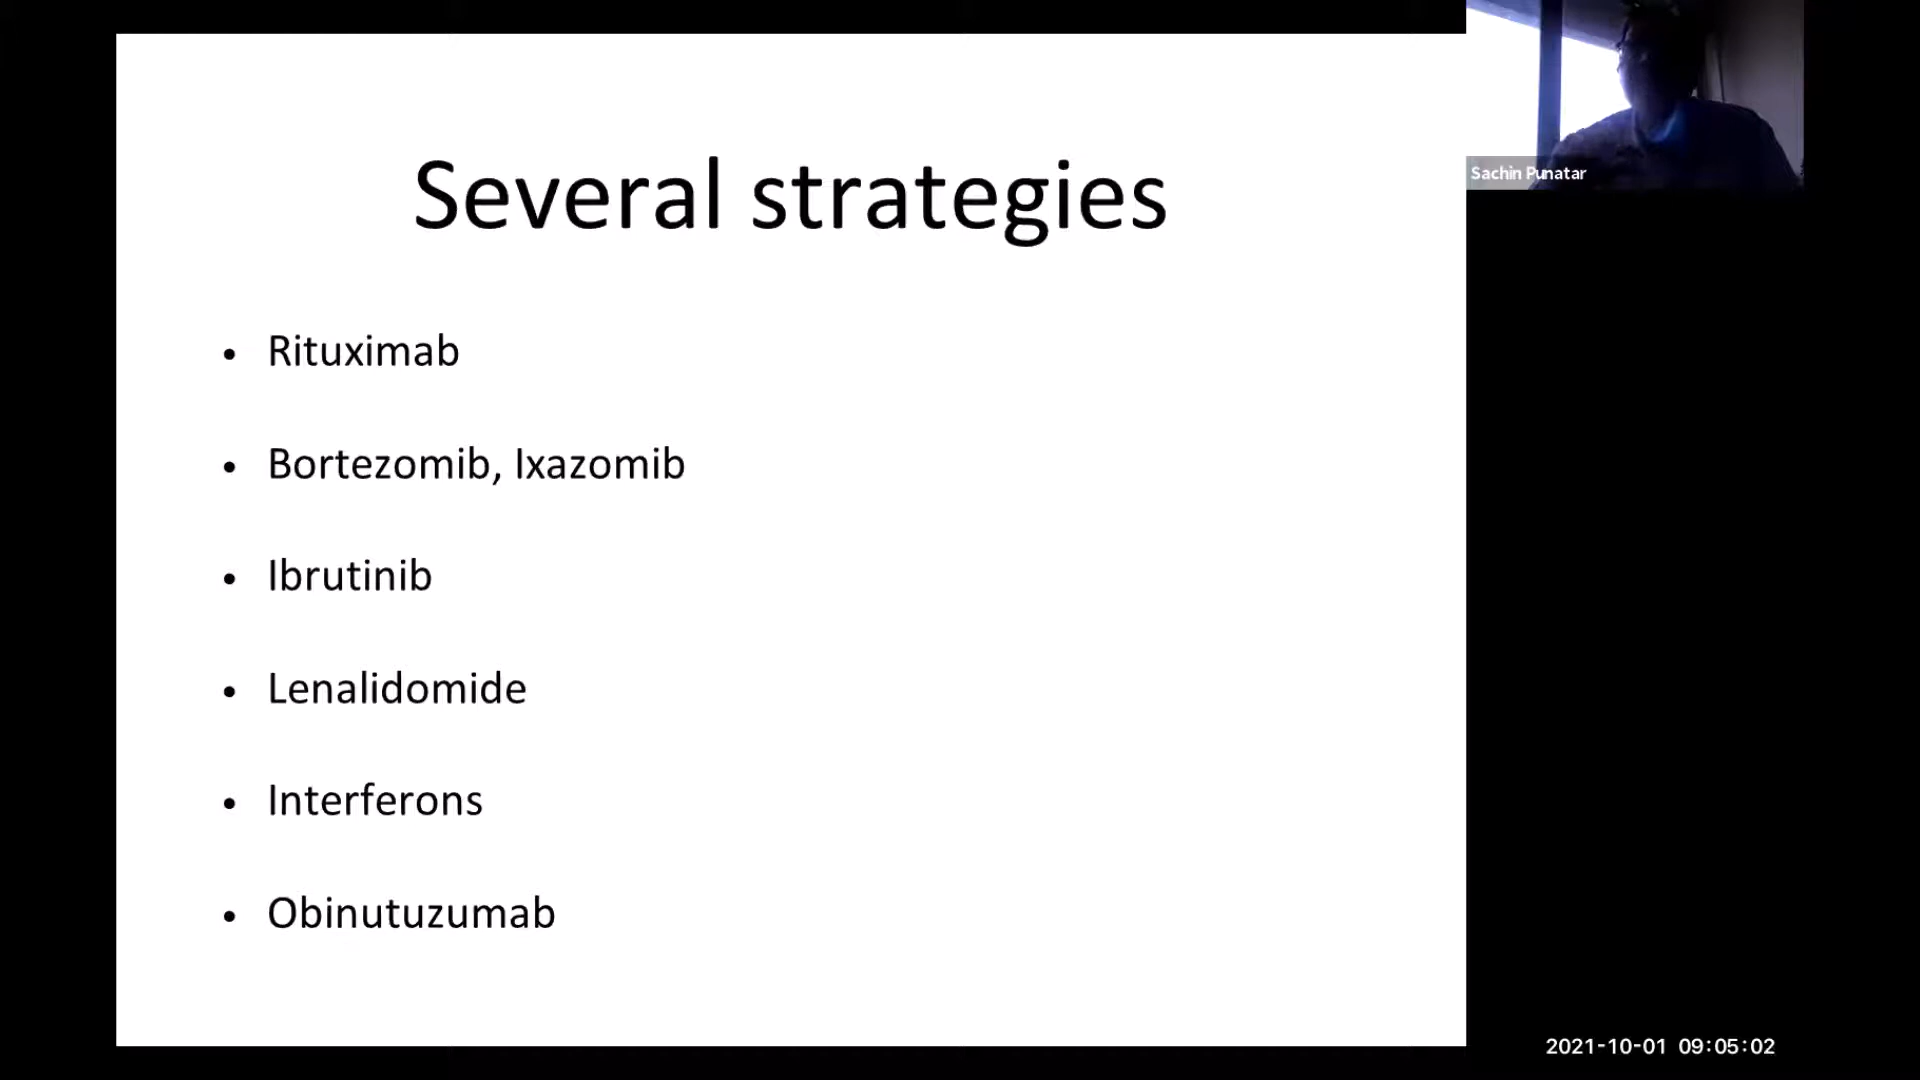 Several strategies
• Rituximab
• Bortezomib, Ixazomib
• Ibrutinib
• Lenalidomide
• Interferons
• Obinutuzumab
Sachin Punatar
2021-10-01 09:05:02